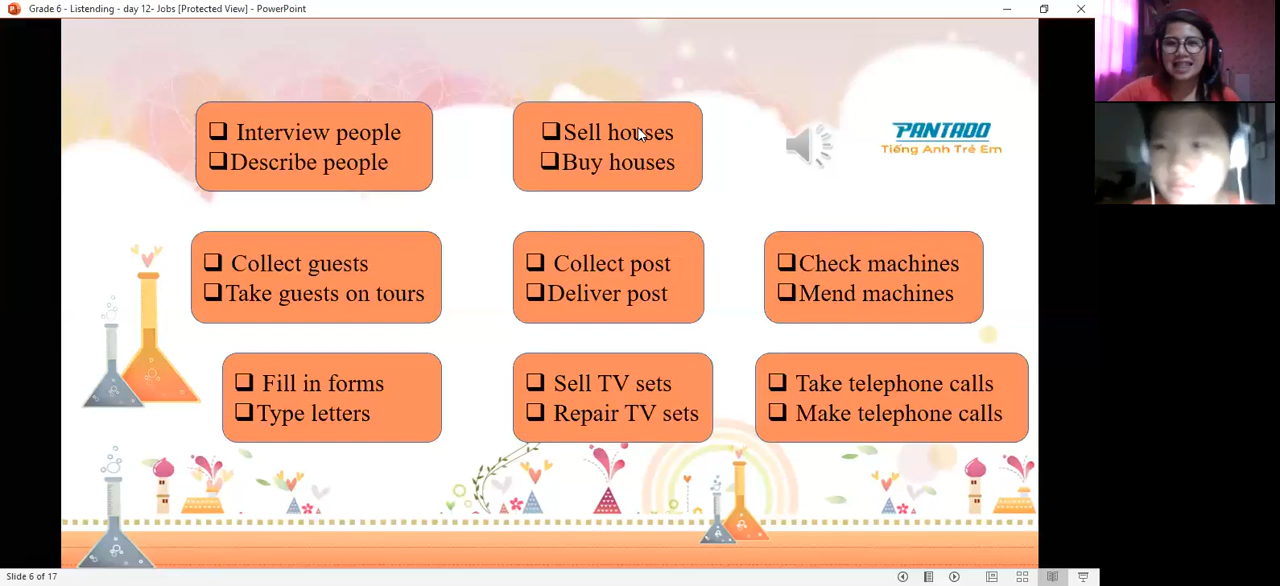 Grade 6 - Listending - day 12- Jobs [Protected View] - PowerPoint
Interview people
Describe people
Sell houses
Buy houses
PANTADO
Tiếng Anh Trẻ Em
Collect guests
Take guests on tours
Collect post
Deliver post
Check machines
Mend machines
Fill in forms
Type letters
Sell TV sets
Repair TV sets
Take telephone calls
Make telephone calls
Slide 6 of 17